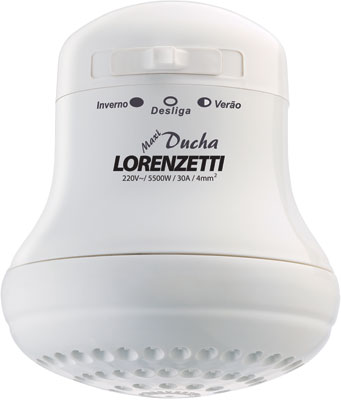 Inverno Desliga Verão
Maxi Ducha
LORENZETTI
220V~/ 5500W / 30A / 4mm²